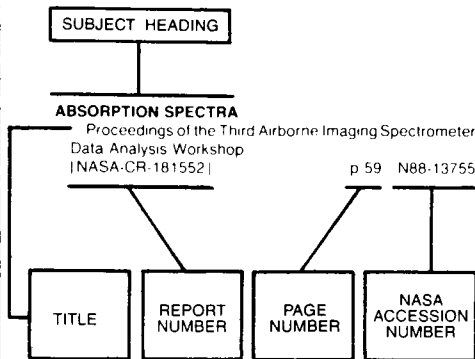 SUBJECT HEADING
ABSORPTION SPECTRA
Proceedings of the Third Airborne Imaging Spectrometer
Data Analysis Workshop
|NASA-CR-181552| p 59 N88-13755
TITLE
REPORT
NUMBER
PAGE
NUMBER
NASA
ACCESSION
NUMBER